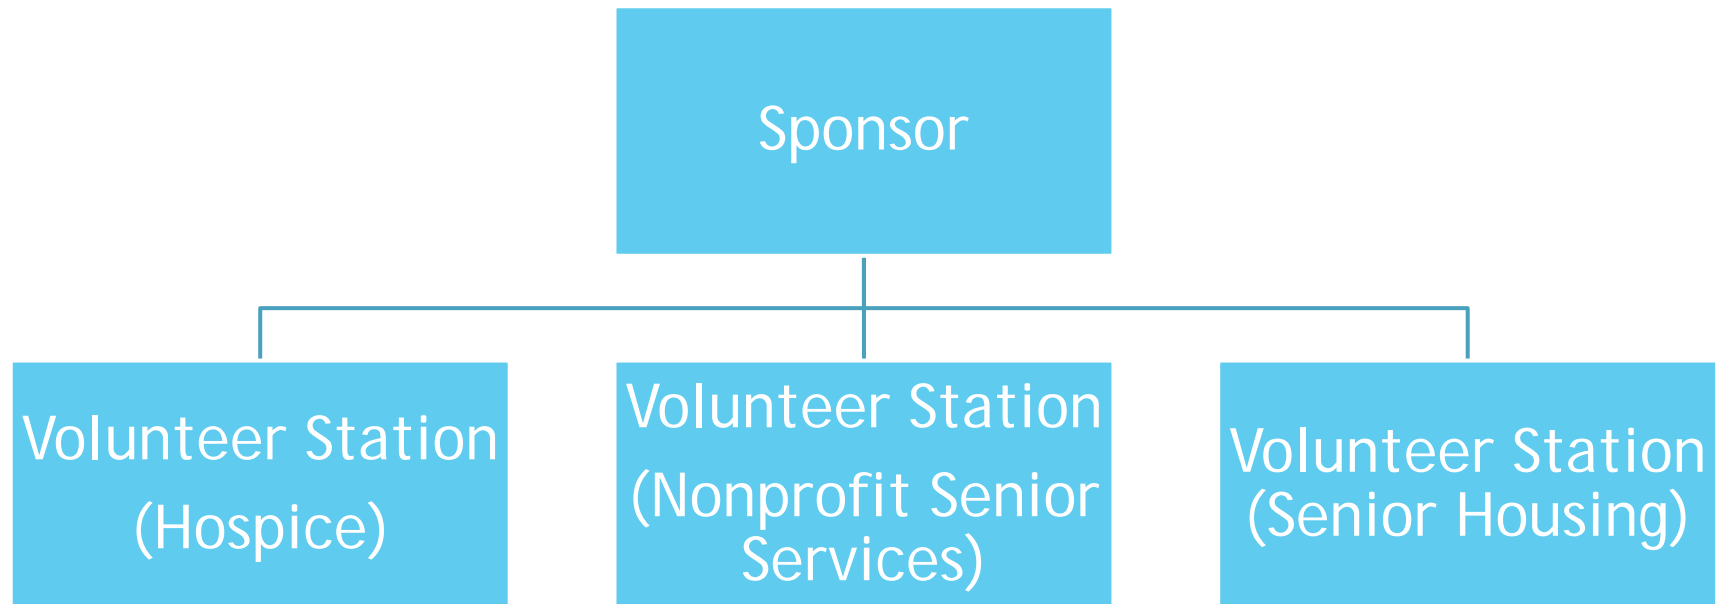 Sponsor
Volunteer Station
(Hospice)
Volunteer Station
(Nonprofit Senior
Services)
Volunteer Station
(Senior Housing)